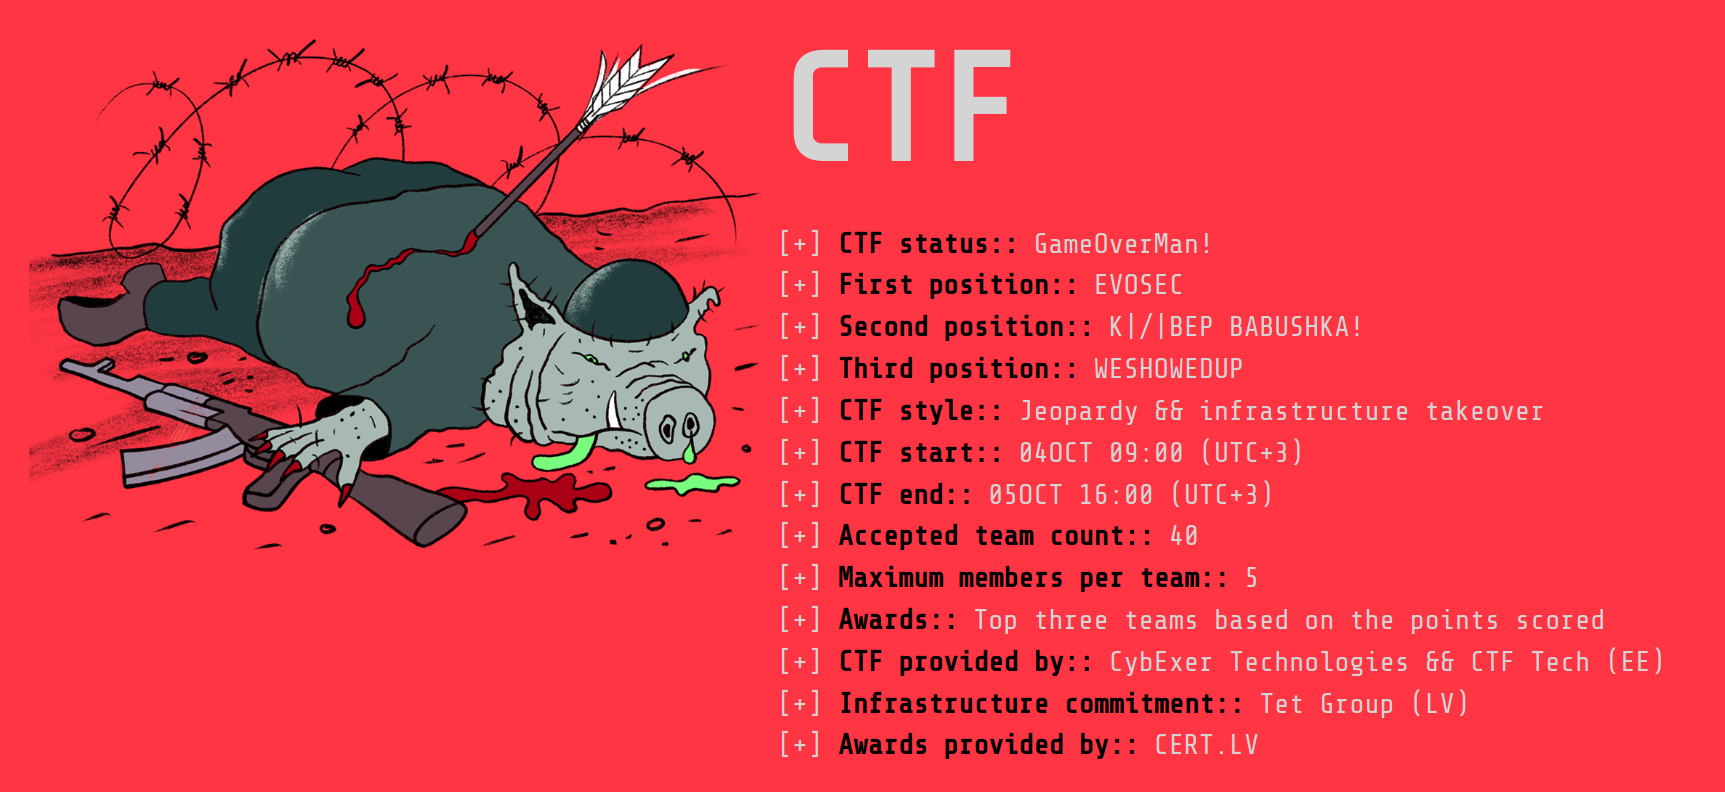 CTF
[+] CTF status:: GameOverMan!
[+] First position:: EVOSEC
[+] Second position:: K|/|BEP BABUSHKA!
[+] Third position:: WESHOWEDUP
[+] CTF style:: Jeopardy && infrastructure takeover
[+] CTF start:: 04OCT 09:00 (UTC+3)
[+] CTF end:: 05OCT 16:00 (UTC+3)
[+] Accepted team count:: 40
[+] Maximum members per team:: 5
[+] Awards:: Top three teams based on the points scored
[+] CTF provided by:: CybExer Technologies && CTF Tech (EE)
[+] Infrastructure commitment:: Tet Group (LV)
[+] Awards provided by:: CERT.LV